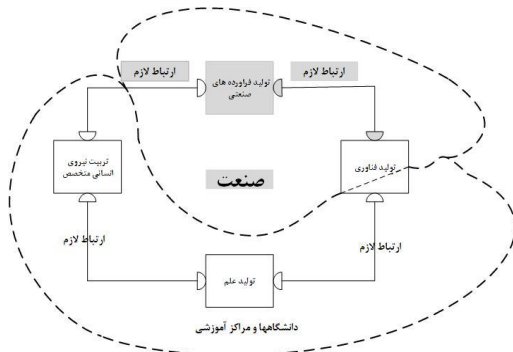 ارتباط لازم
تولید فراورده های
صنعتی
ارتباط لازم
تربیت نیروی
انسانی متخصص
تولید فناوری
صنعت
ارتباط لازم
ارتباط لازم
تولید علم
دانشگاهها و مراکز آموزشی